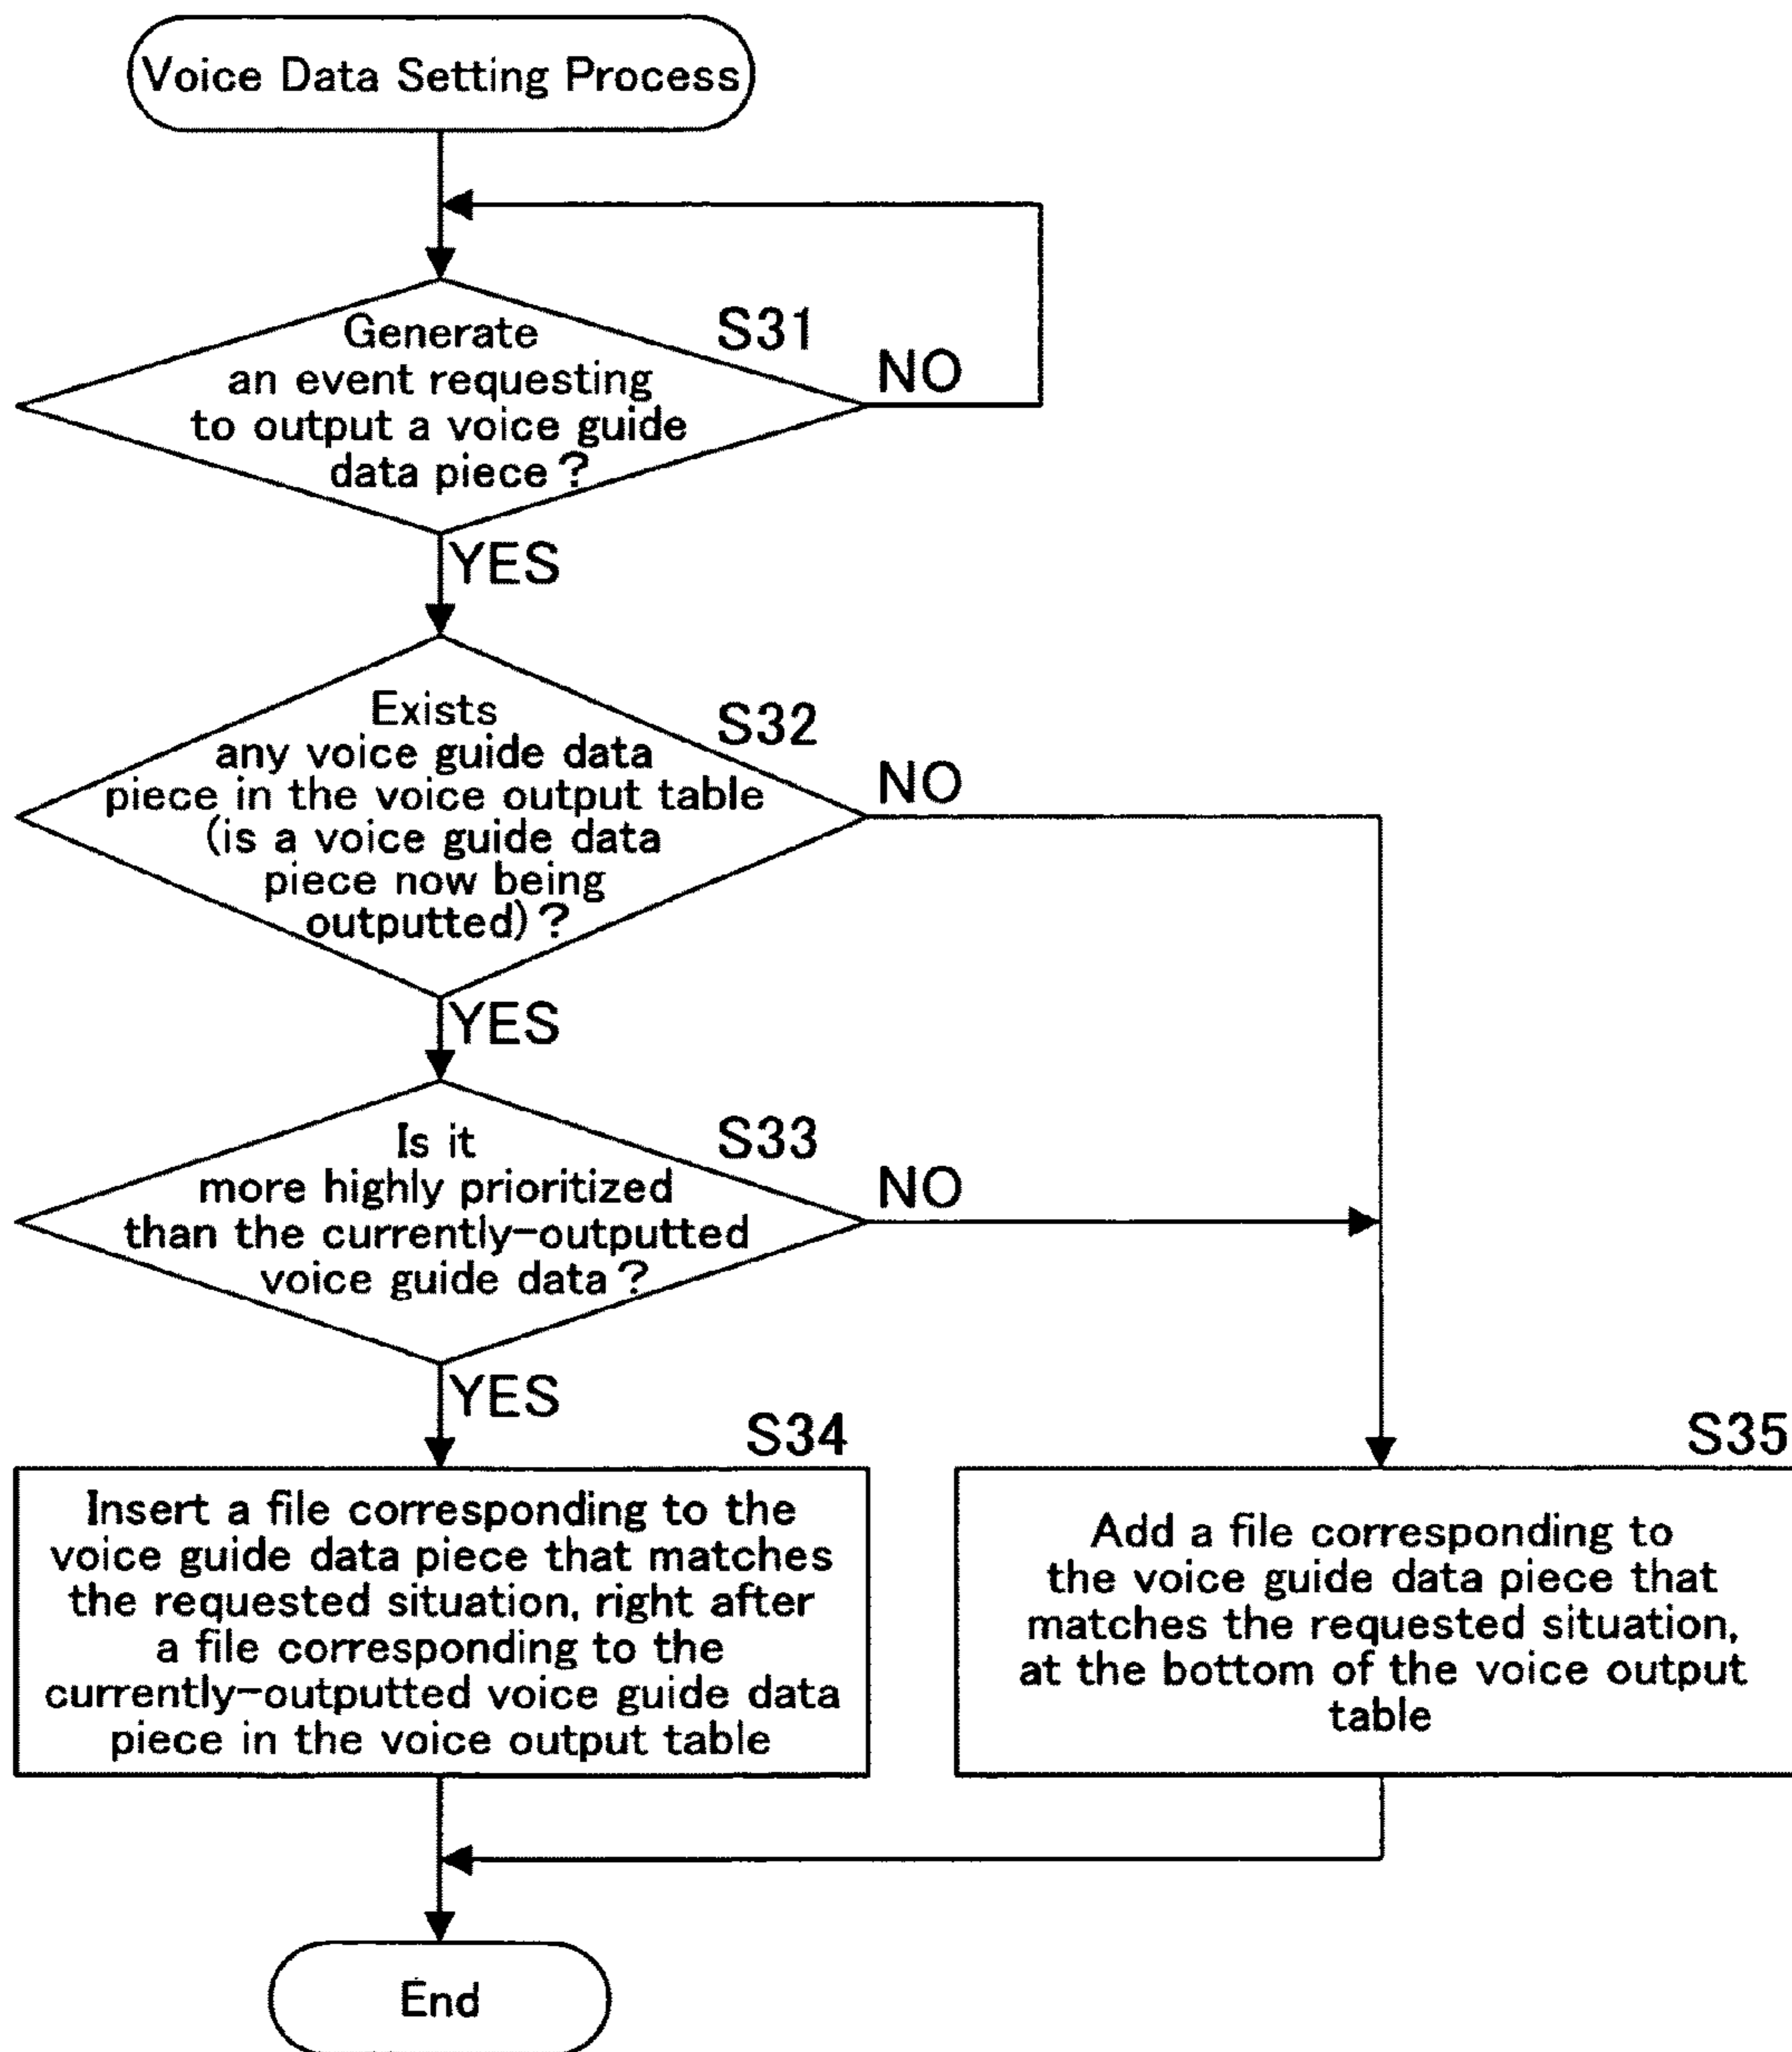 Voice Data Setting Process
S31
Generate
an event requesting
to output a voice guide
data piece?
NO
YES
S32
Exists
any voice guide data
piece in the voice output table
(is a voice guide data
piece now being
outputted)?
NO
YES
S33
Is it
more highly prioritized
than the currently-outputted
voice guide data?
NO
YES
S34
Insert a file corresponding to the
voice guide data piece that matches
the requested situation, right after
a file corresponding to the
currently-outputted voice guide data
piece in the voice output table
S35
Add a file corresponding to
the voice guide data piece that
matches the requested situation,
at the bottom of the voice output
table
End